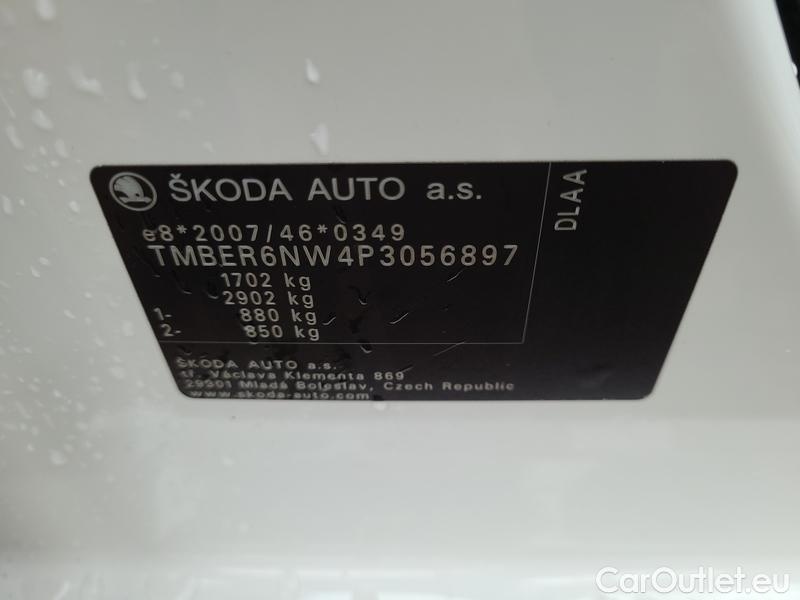 ŠKODA AUTO a.s.
e8*2007/46*0349
TMBER6NW4P3056897
1702 kg
2902 kg
1- 880 kg
2- 850 kg
DLAA
ŠKODA AUTO a.s.
tř. Václava Klementa 869
29301 Mladá Boleslav, Czech Republic
www.skoda-auto.com
CarOutlet.eu